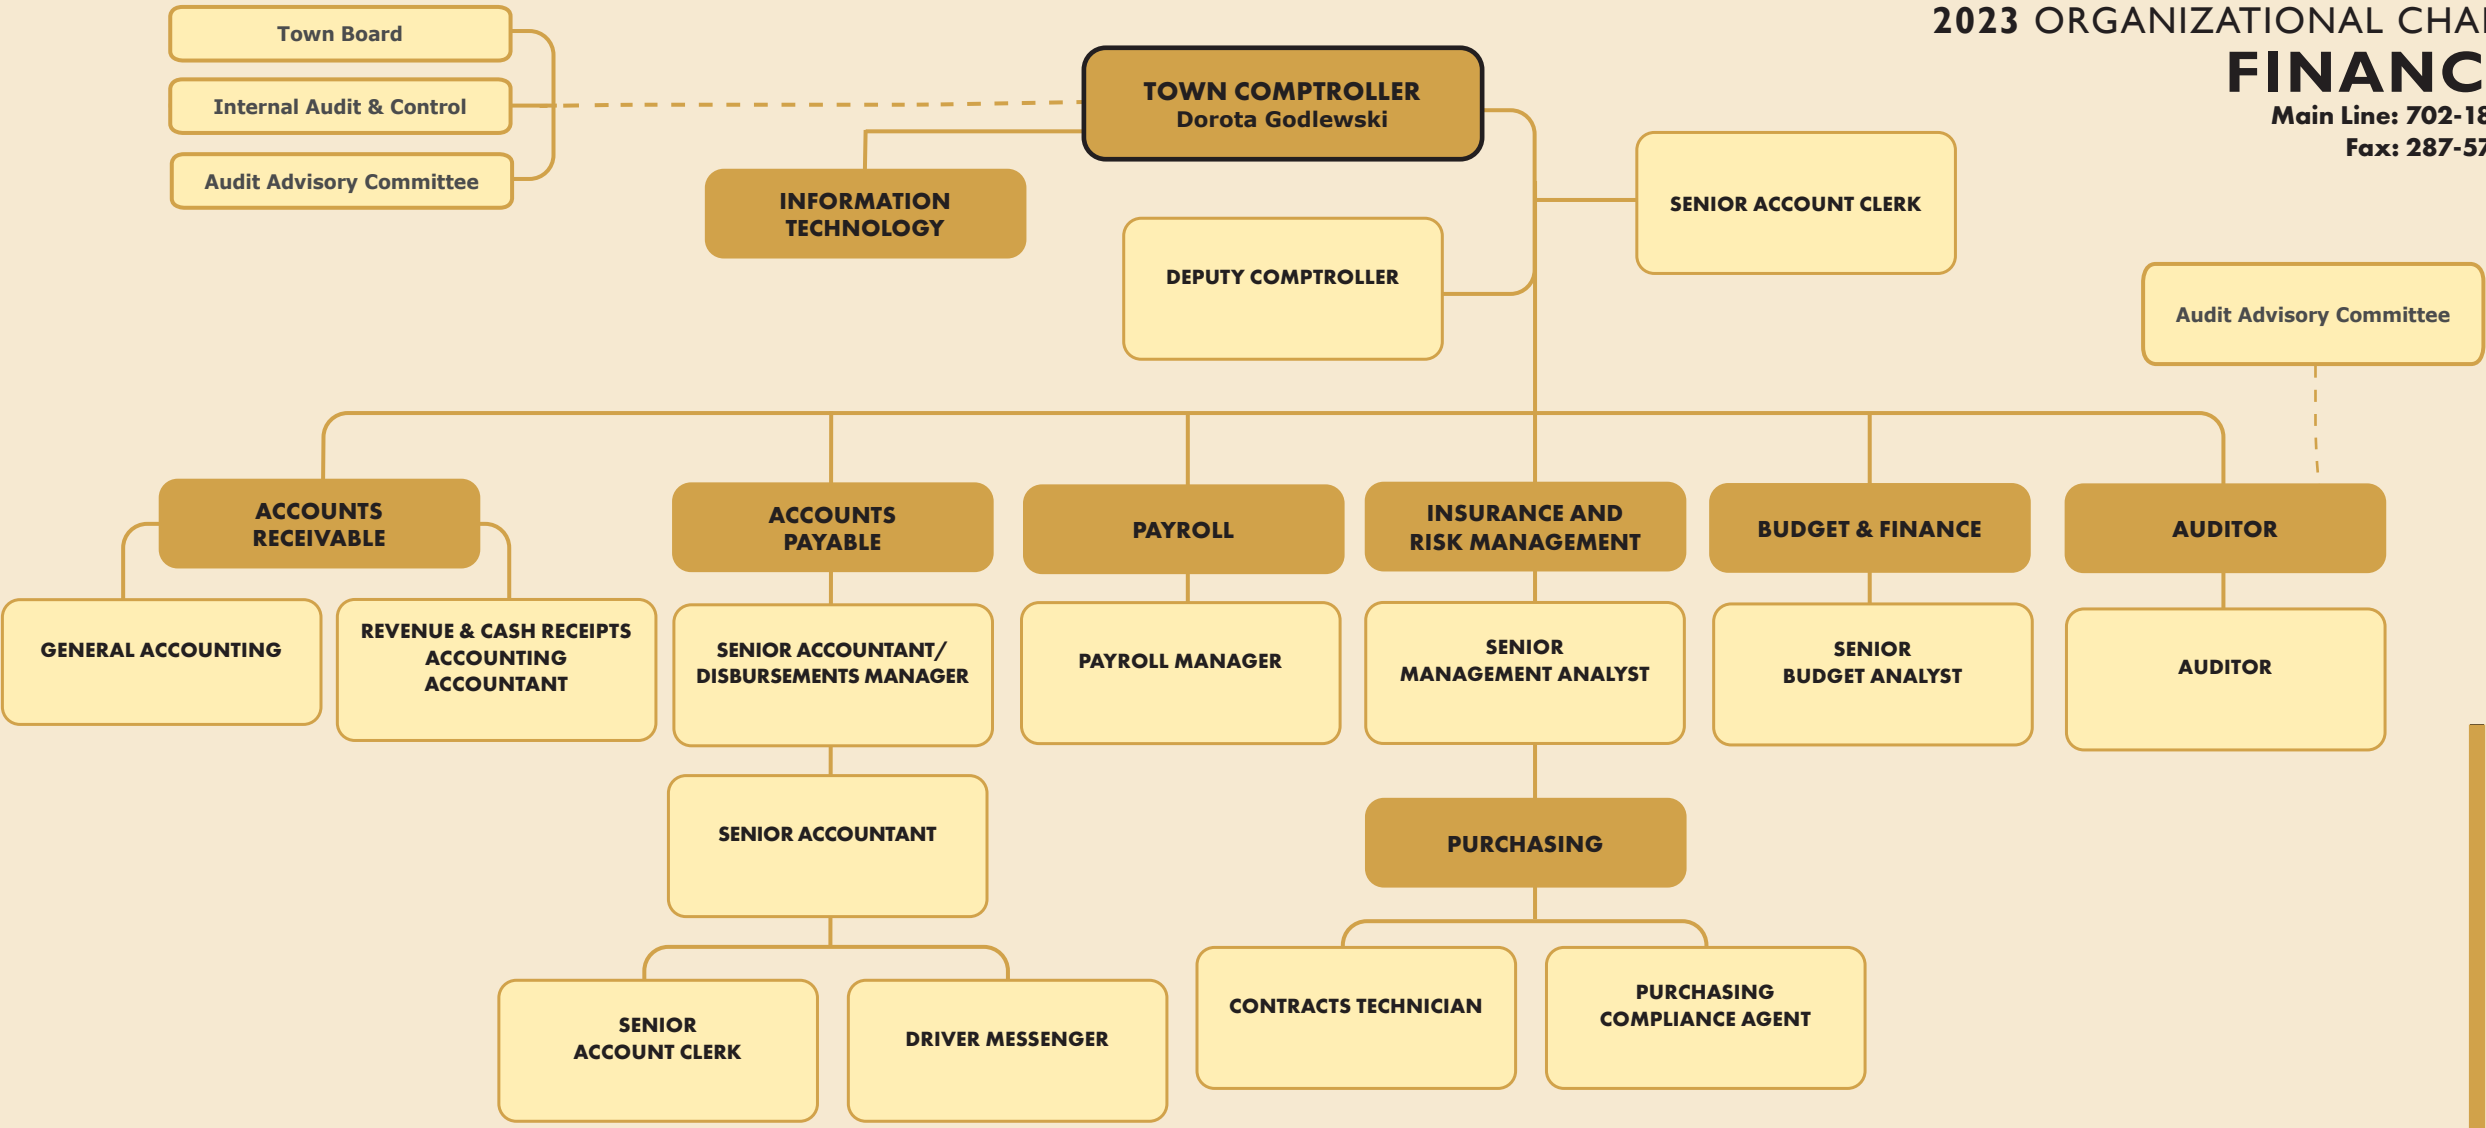 2023 ORGANIZATIONAL
FINANC
Main Line: 702-18
Fax: 287-57
Town Board
Internal Audit & Control
Audit Advisory Committee
TOWN COMPTROLLER
Dorota Godlewski
INFORMATION
TECHNOLOGY
SENIOR ACCOUNT CLERK
DEPUTY COMPTROLLER
Audit Advisory Committee
ACCOUNTS
RECEIVABLE
ACCOUNTS
PAYABLE
PAYROLL
INSURANCE AND
RISK MANAGEMENT
BUDGET & FINANCE
AUDITOR
GENERAL ACCOUNTING
REVENUE & CASH RECEIPTS
ACCOUNTING
ACCOUNTANT
SENIOR ACCOUNTANT/
DISBURSEMENTS MANAGER
PAYROLL MANAGER
SENIOR
MANAGEMENT ANALYST
SENIOR
BUDGET ANALYST
AUDITOR
SENIOR ACCOUNTANT
PURCHASING
SENIOR
ACCOUNT CLERK
DRIVER MESSENGER
CONTRACTS TECHNICIAN
PURCHASING
COMPLIANCE AGENT